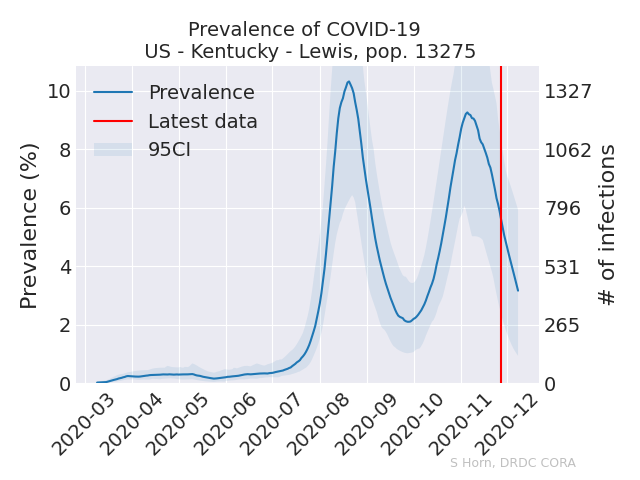 Prevalence of COVID-19
US - Kentucky - Lewis, pop. 13275
Prevalence
Latest data
95CI
Prevalence (%)
10
8
6
4
2
0
1327
1062
796
531
265
0
# of infections
2020-03
2020-04
2020-05
2020-06
2020-07
2020-08
2020-09
2020-10
2020-11
2020-12
S Horn, DRDC CORA